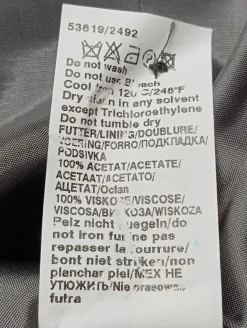 53619/2492
Do not wash
Do not use Bleach
Cool Iron 120 C/248°F
Dry clean in any solvent
except Trichloroethylene
Do not tumble dry
FUTTER/LINING/DOUBLURE/
VOERING/FORRO/ПОДКЛАДКА/
PODSIVKA
100% ACETAT/ACETATE/
ACETAAT/ACETATO/
АЦЕТАТ/Octan
100% VISKOSE/VISCOSE/
VISCOSA/ВИСКОЗА/WISKOZA
Pelz nicht buegeln/do
not Iron fur/ne pas
repasser la fourrure/
bont niet strijken/non
planchar piel/МЕХ НЕ
УТЮЖИТЬ/Nie prasowac
futra